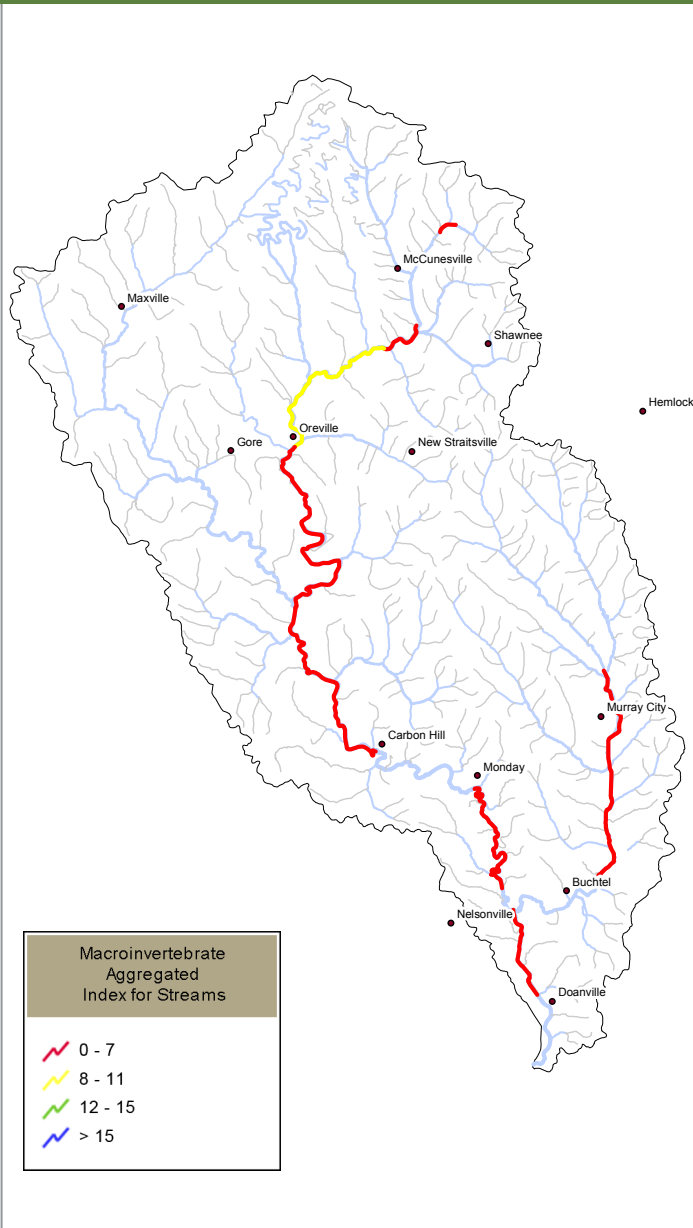 McCunesville
Maxville
Shawnee
Hemlock
Oreville
Gore
New Straitsville
Murray City
Carbon Hill
Monday
Buchtel
Nelsonville
Doanville
Macroinvertebrate
Aggregated
Index for Streams
0 - 7
8 - 11
12 - 15
> 15